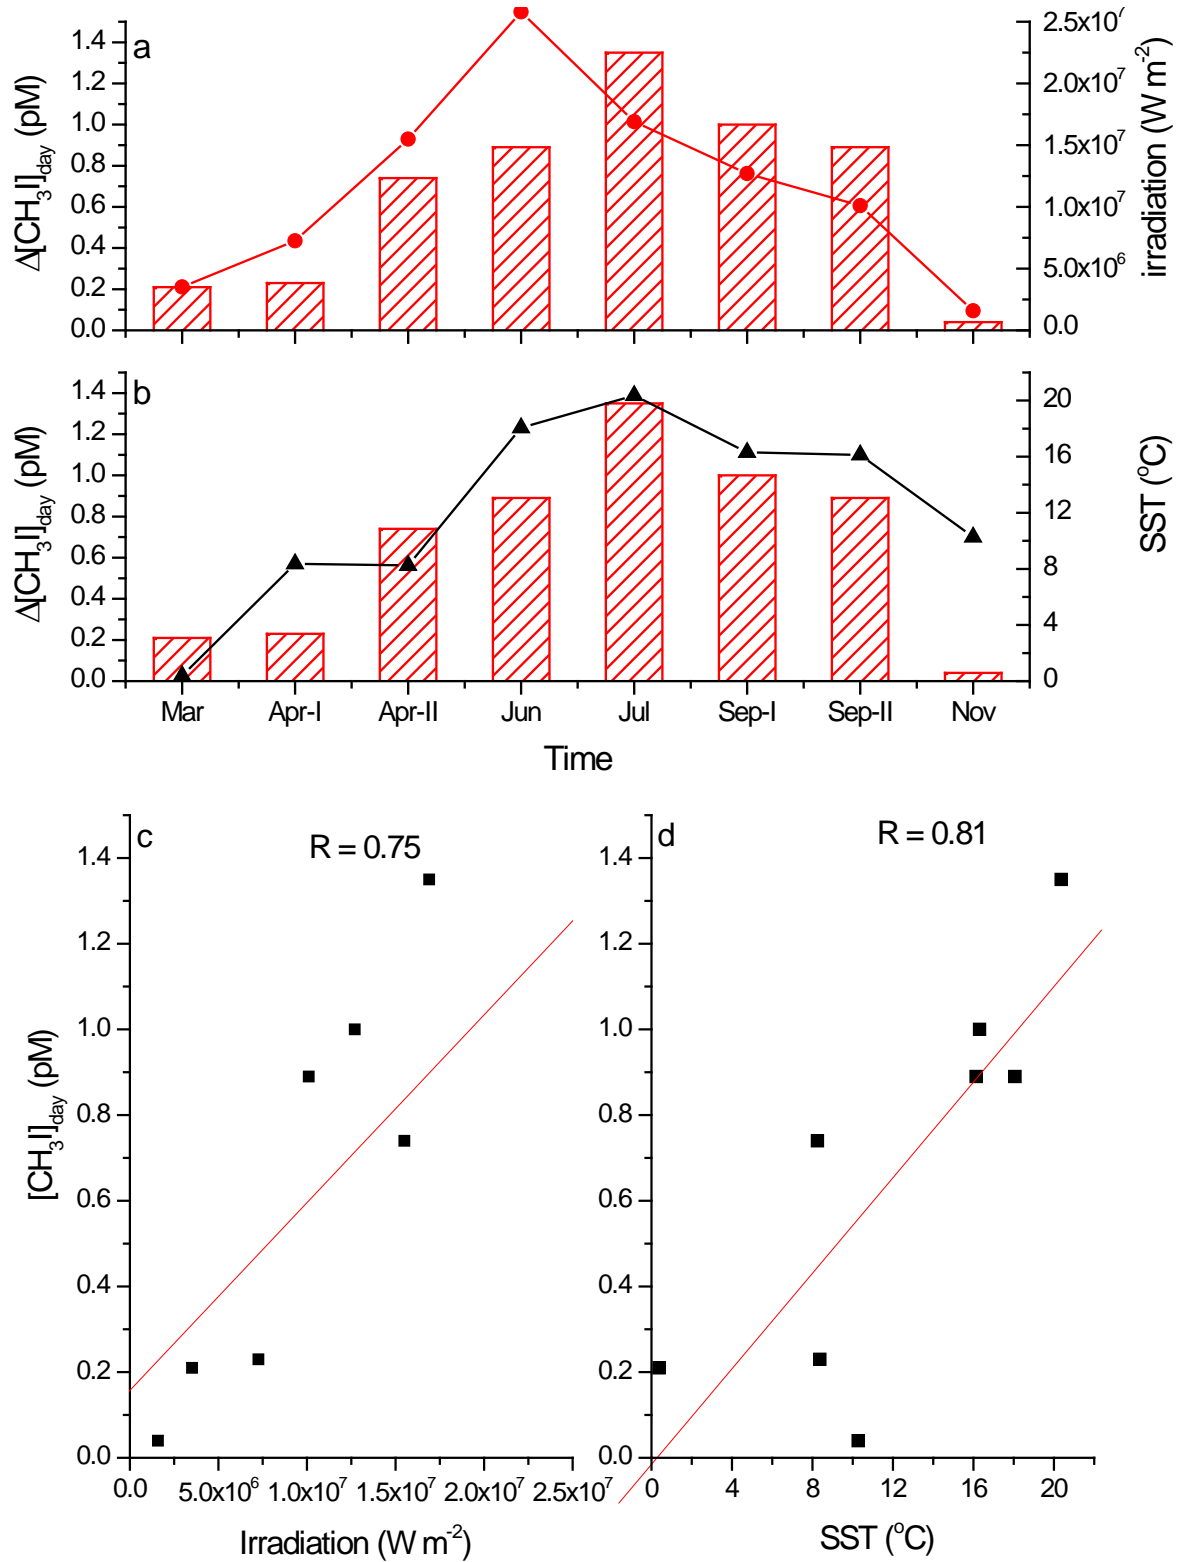 a
1.4
1.2
1.0
0.8
0.6
0.4
0.2
0.0
Δ[CH₃I]day (pM)
2.5x10⁷
2.0x10⁷
1.5x10⁷
1.0x10⁷
5.0x10⁶
0.0
irradiation (W m⁻²)
b
1.4
1.2
1.0
0.8
0.6
0.4
0.2
0.0
Δ[CH₃I]day (pM)
20
16
12
8
4
0
SST (°C)
Mar Apr-I Apr-II Jun Jul Sep-I Sep-II Nov
Time
c
R = 0.75
1.4
1.2
1.0
0.8
0.6
0.4
0.2
0.0
[CH₃I]day (pM)
0.0 5.0x10⁶ 1.0x10⁷ 1.5x10⁷ 2.0x10⁷ 2.5x10⁷
Irradiation (W m⁻²)
d
R = 0.81
1.4
1.2
1.0
0.8
0.6
0.4
0.2
0.0
0 4 8 12 16 20
SST (°C)